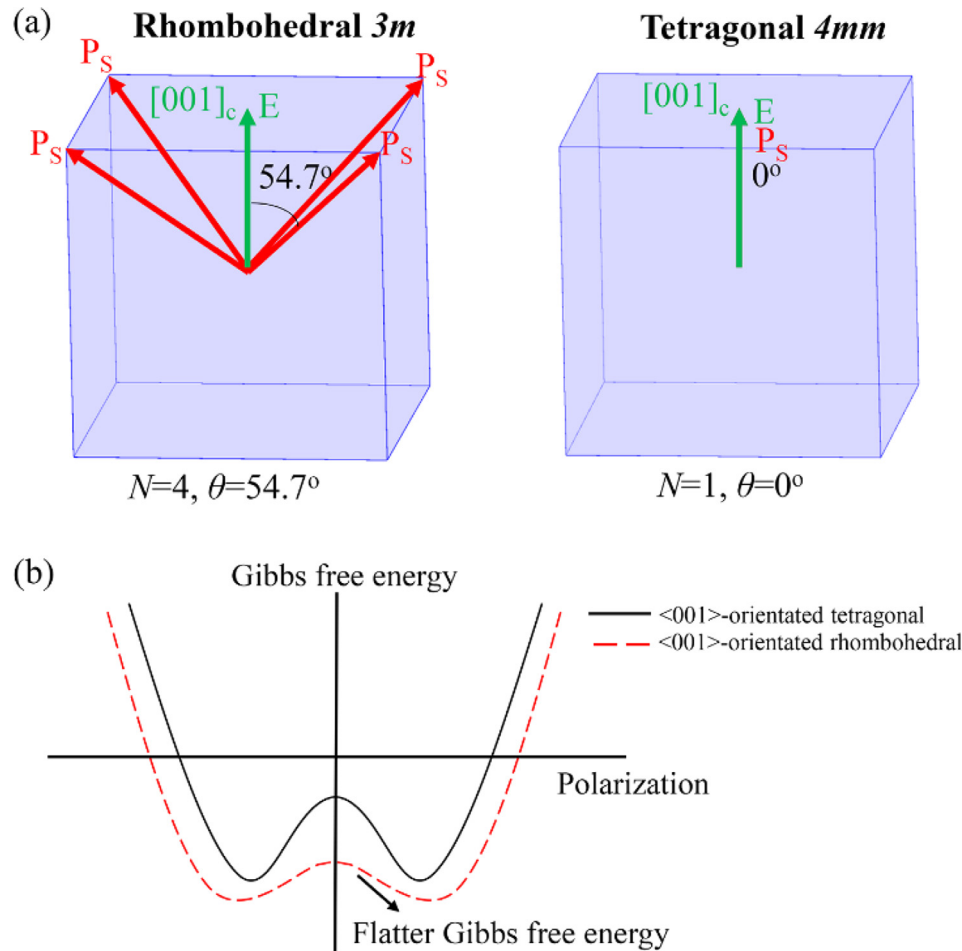 (a)
Rhombohedral 3m
Tetragonal 4mm
P_S
P_S
P_S
P_S
[001]_c E
54.7°
[001]_c E
P_S
0°
N=4, θ=54.7°
N=1, θ=0°
(b)
Gibbs free energy
<001>-orientated tetragonal
<001>-orientated rhombohedral
Polarization
Flatter Gibbs free energy